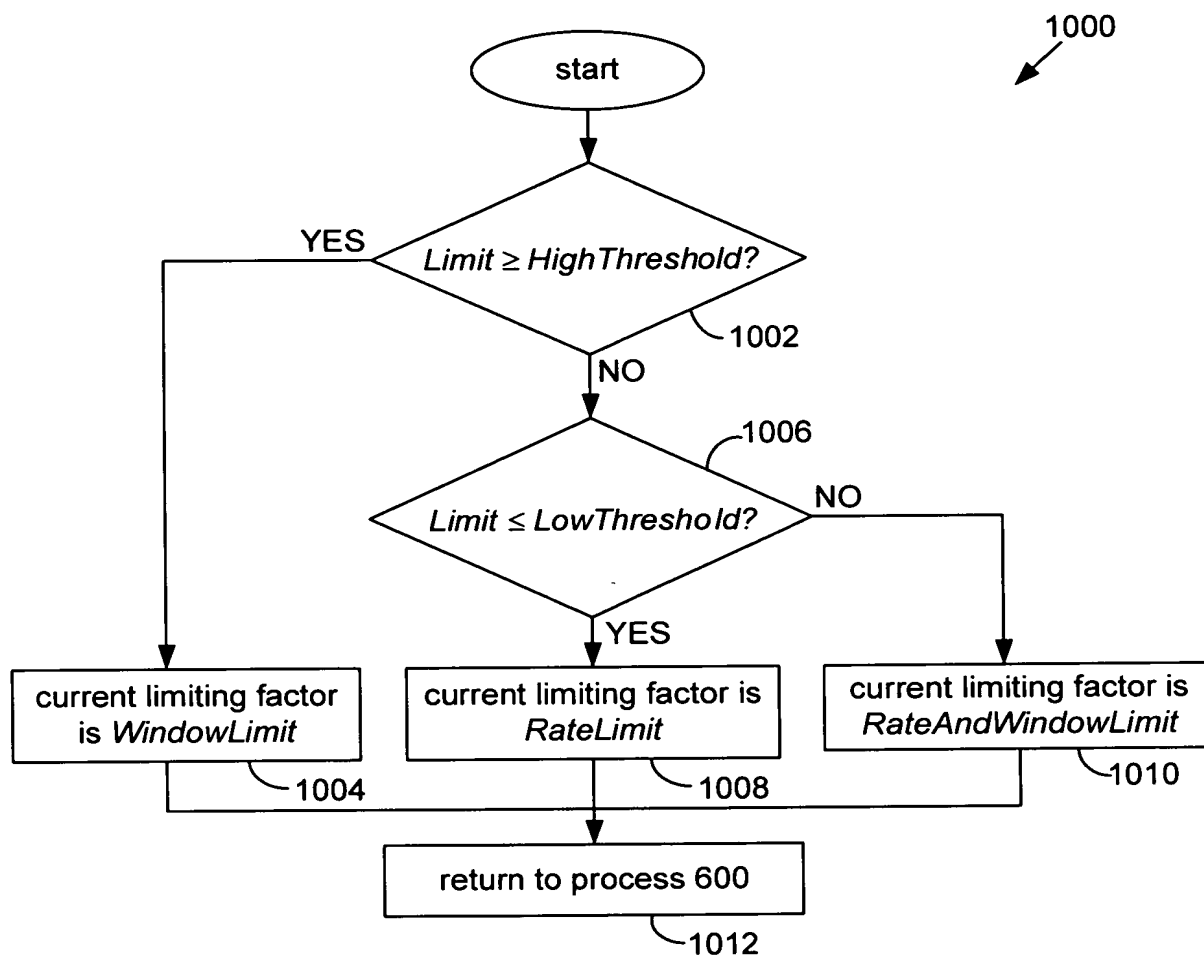 1000
start
YES
Limit ≥ HighThreshold?
1002
NO
1006
NO
Limit ≤ LowThreshold?
YES
current limiting factor
is WindowLimit
1004
current limiting factor is
RateLimit
1008
current limiting factor is
RateAndWindowLimit
1010
return to process 600
1012